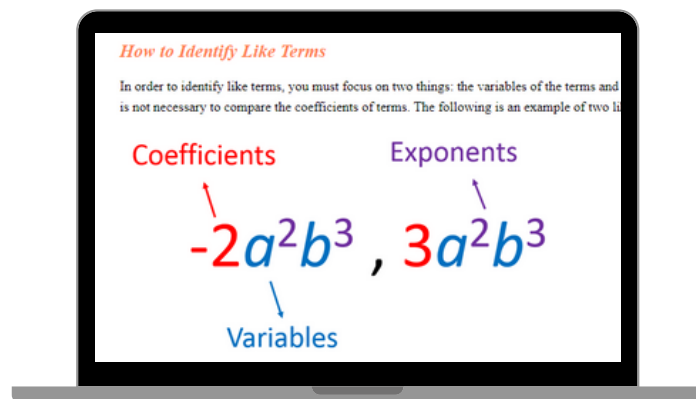 How to Identify Like Terms
In order to identify like terms, you must focus on two things: the variables of the terms and
is not necessary to compare the coefficients of terms. The following is an example of two li
Coefficients Exponents
-2a²b³ , 3a²b³
Variables